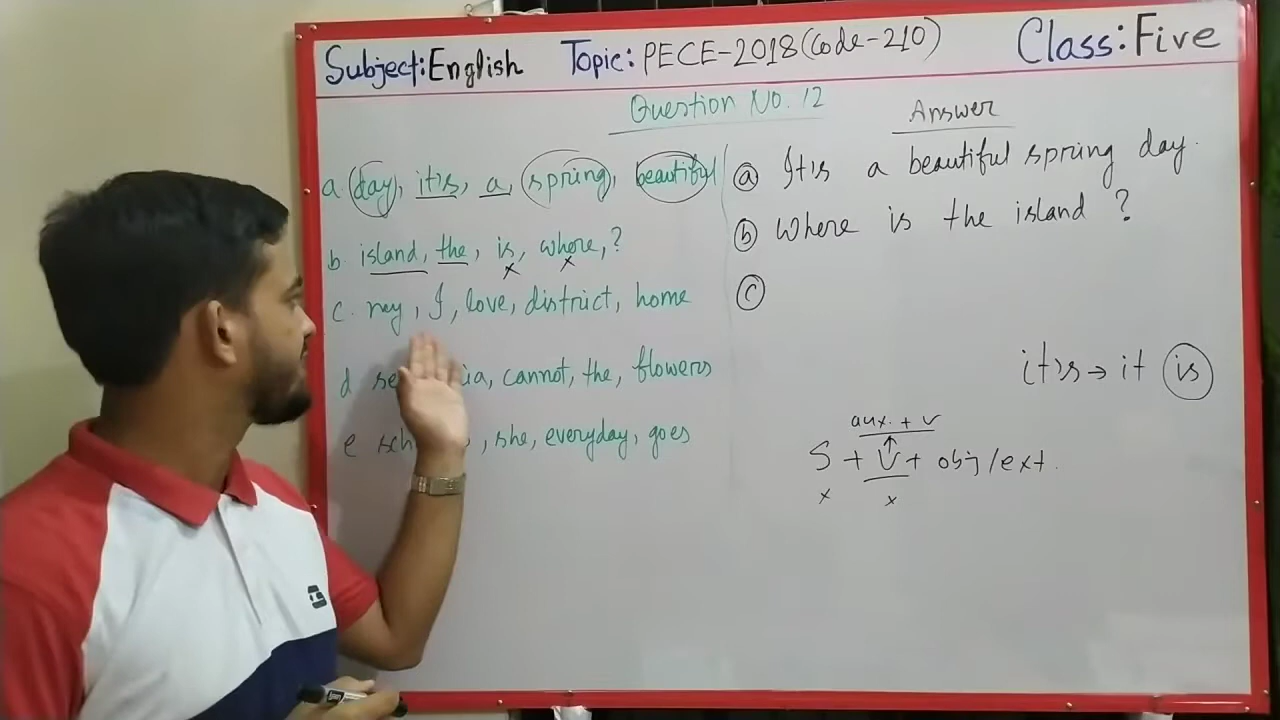 Subject:English Topic: PECE-2018(Code-210) Class:Five
Question No. 12
a. day, it's, a, spring, beautiful
b island, the, is, where, ?
c. my, I, love, district, home
d cannot, the, flowers
e she, everyday, goes
Answer
a It's a beautiful spring day.
b Where is the island ?
c
it's → it is
aux. + v
S + V + obj/ext.
x x